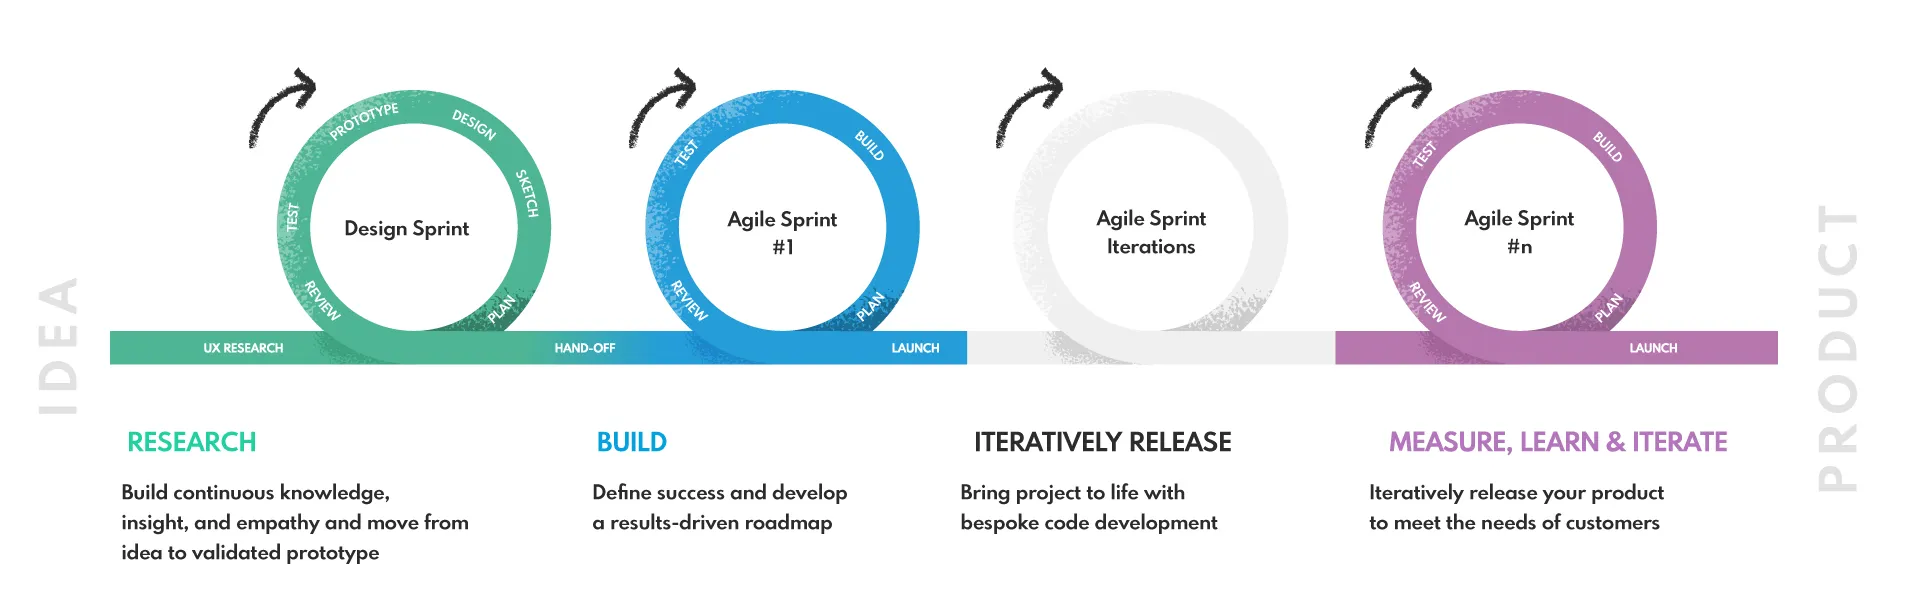 IDEA
PROTOTYPE
DESIGN
SKETCH
TEST
REVIEW
PLAN
Design Sprint
UX RESEARCH
HAND-OFF
TEST
BUILD
REVIEW
PLAN
Agile Sprint
#1
LAUNCH
Agile Sprint
Iterations
TEST
BUILD
REVIEW
PLAN
Agile Sprint
#n
LAUNCH
PRODUCT
RESEARCH
Build continuous knowledge,
insight, and empathy and move from
idea to validated prototype
BUILD
Define success and develop
a results-driven roadmap
ITERATIVELY RELEASE
Bring project to life with
bespoke code development
MEASURE, LEARN & ITERATE
Iteratively release your product
to meet the needs of customers